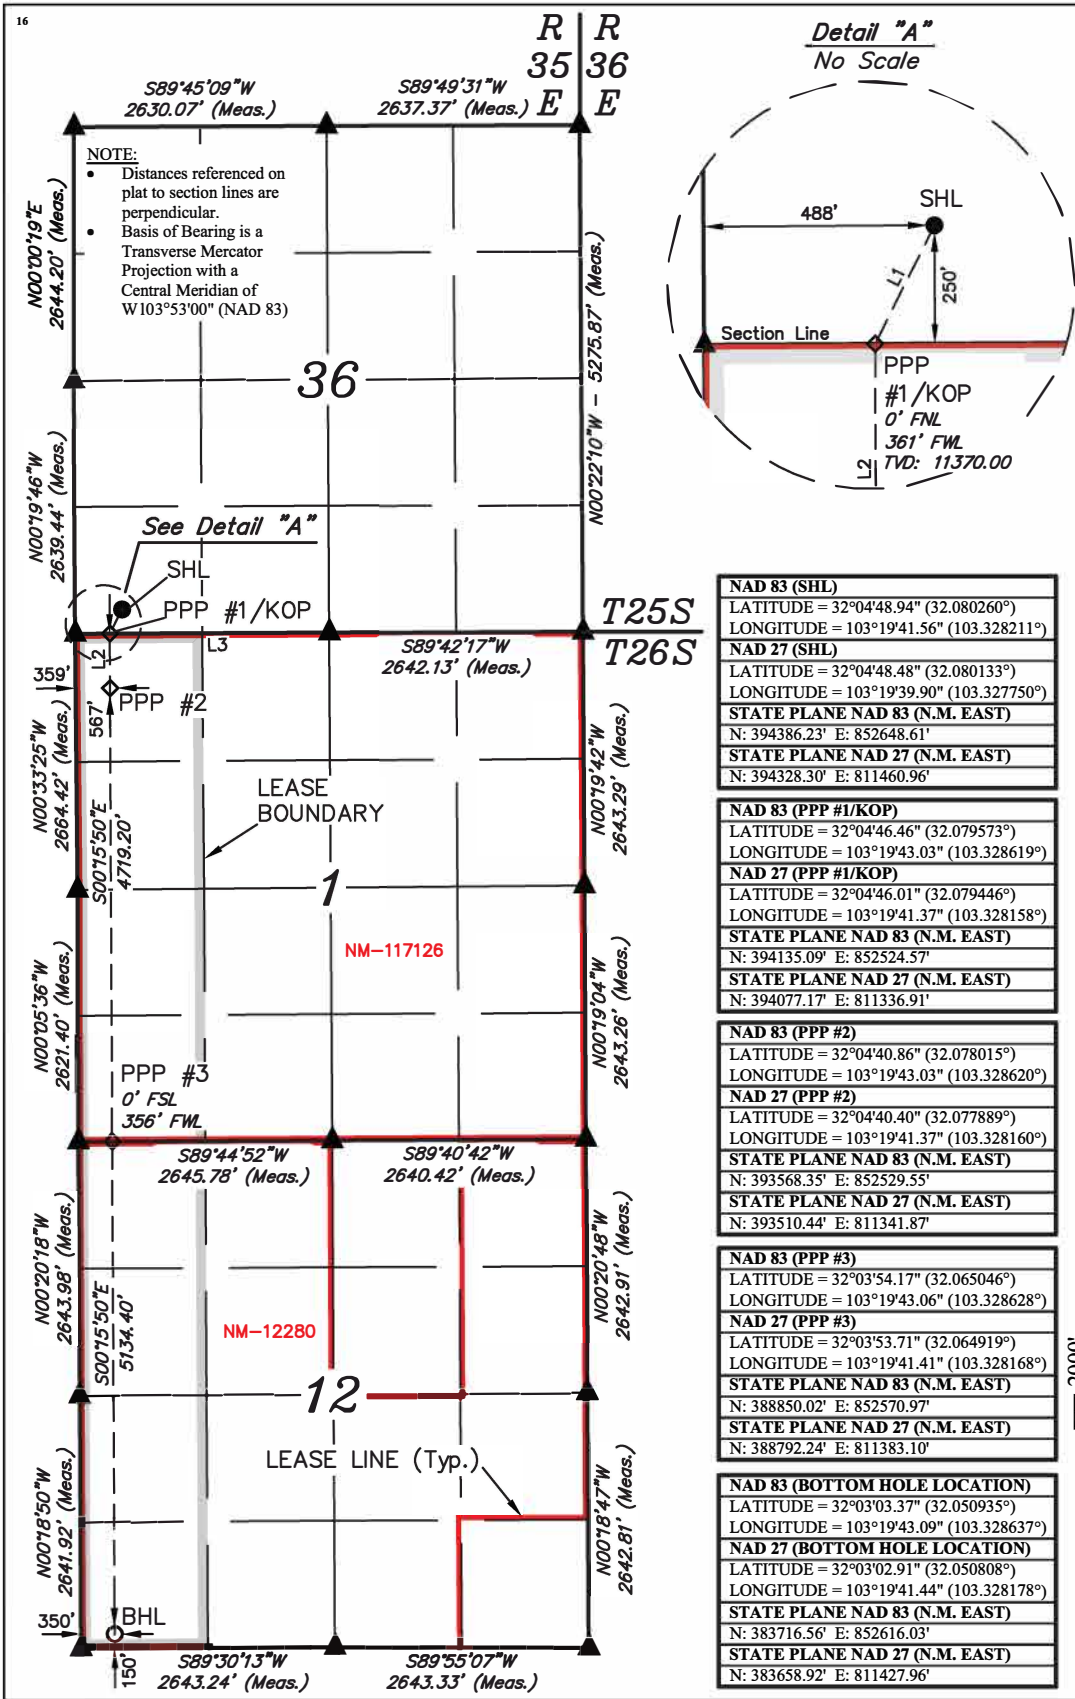 16
R R
35 36
E E
Detail "A"
No Scale
S89°45'09"W
2630.07' (Meas.)
S89°49'31"W
2637.37' (Meas.)
NOTE:
• Distances referenced on
plat to section lines are
perpendicular.
• Basis of Bearing is a
Transverse Mercator
Projection with a
Central Meridian of
W103°53'00" (NAD 83)
N00°00'19"E
2644.20' (Meas.)
N00°22'10"W - 5275.87' (Meas.)
36
N00°19'46"W
2639.44' (Meas.)
SHL
488'
L1
250'
Section Line
PPP
#1/KOP
0' FNL
361' FWL
TVD: 11370.00
L2
See Detail "A"
SHL
PPP #1/KOP
T25S
T26S
L2
L3
S89°42'17"W
2642.13' (Meas.)
359'
PPP #2
567'
N00°33'25"W
2664.42' (Meas.)
S00°15'50"E
4719.20'
LEASE
BOUNDARY
N00°19'42"W
2643.29' (Meas.)
1
NM-117126
N00°05'36"W
2621.40' (Meas.)
N00°19'04"W
2643.26' (Meas.)
PPP #3
0' FSL
356' FWL
S89°44'52"W
2645.78' (Meas.)
S89°40'42"W
2640.42' (Meas.)
N00°20'18"W
2643.98' (Meas.)
S00°15'50"E
5134.40'
NM-12280
N00°20'48"W
2642.91' (Meas.)
12
LEASE LINE (Typ.)
N00°18'50"W
2641.92' (Meas.)
N00°18'47"W
2642.81' (Meas.)
350'
BHL
150'
S89°30'13"W
2643.24' (Meas.)
S89°55'07"W
2643.33' (Meas.)
NAD 83 (SHL)
LATITUDE = 32°04'48.94" (32.080260°)
LONGITUDE = 103°19'41.56" (103.328211°)
NAD 27 (SHL)
LATITUDE = 32°04'48.48" (32.080133°)
LONGITUDE = 103°19'39.90" (103.327750°)
STATE PLANE NAD 83 (N.M. EAST)
N: 394386.23' E: 852648.61'
STATE PLANE NAD 27 (N.M. EAST)
N: 394328.30' E: 811460.96'
NAD 83 (PPP #1/KOP)
LATITUDE = 32°04'46.46" (32.079573°)
LONGITUDE = 103°19'43.03" (103.328619°)
NAD 27 (PPP #1/KOP)
LATITUDE = 32°04'46.01" (32.079446°)
LONGITUDE = 103°19'41.37" (103.328158°)
STATE PLANE NAD 83 (N.M. EAST)
N: 394135.09' E: 852524.57'
STATE PLANE NAD 27 (N.M. EAST)
N: 394077.17' E: 811336.91'
NAD 83 (PPP #2)
LATITUDE = 32°04'40.86" (32.078015°)
LONGITUDE = 103°19'43.03" (103.328620°)
NAD 27 (PPP #2)
LATITUDE = 32°04'40.40" (32.077889°)
LONGITUDE = 103°19'41.37" (103.328160°)
STATE PLANE NAD 83 (N.M. EAST)
N: 393568.35' E: 852529.55'
STATE PLANE NAD 27 (N.M. EAST)
N: 393510.44' E: 811341.87'
NAD 83 (PPP #3)
LATITUDE = 32°03'54.17" (32.065046°)
LONGITUDE = 103°19'43.06" (103.328628°)
NAD 27 (PPP #3)
LATITUDE = 32°03'53.71" (32.064919°)
LONGITUDE = 103°19'41.41" (103.328168°)
STATE PLANE NAD 83 (N.M. EAST)
N: 388850.02' E: 852570.97'
STATE PLANE NAD 27 (N.M. EAST)
N: 388792.24' E: 811383.10'
NAD 83 (BOTTOM HOLE LOCATION)
LATITUDE = 32°03'03.37" (32.050935°)
LONGITUDE = 103°19'43.09" (103.328637°)
NAD 27 (BOTTOM HOLE LOCATION)
LATITUDE = 32°03'02.91" (32.050808°)
LONGITUDE = 103°19'41.44" (103.328178°)
STATE PLANE NAD 83 (N.M. EAST)
N: 383716.56' E: 852616.03'
STATE PLANE NAD 27 (N.M. EAST)
N: 383658.92' E: 811427.96'